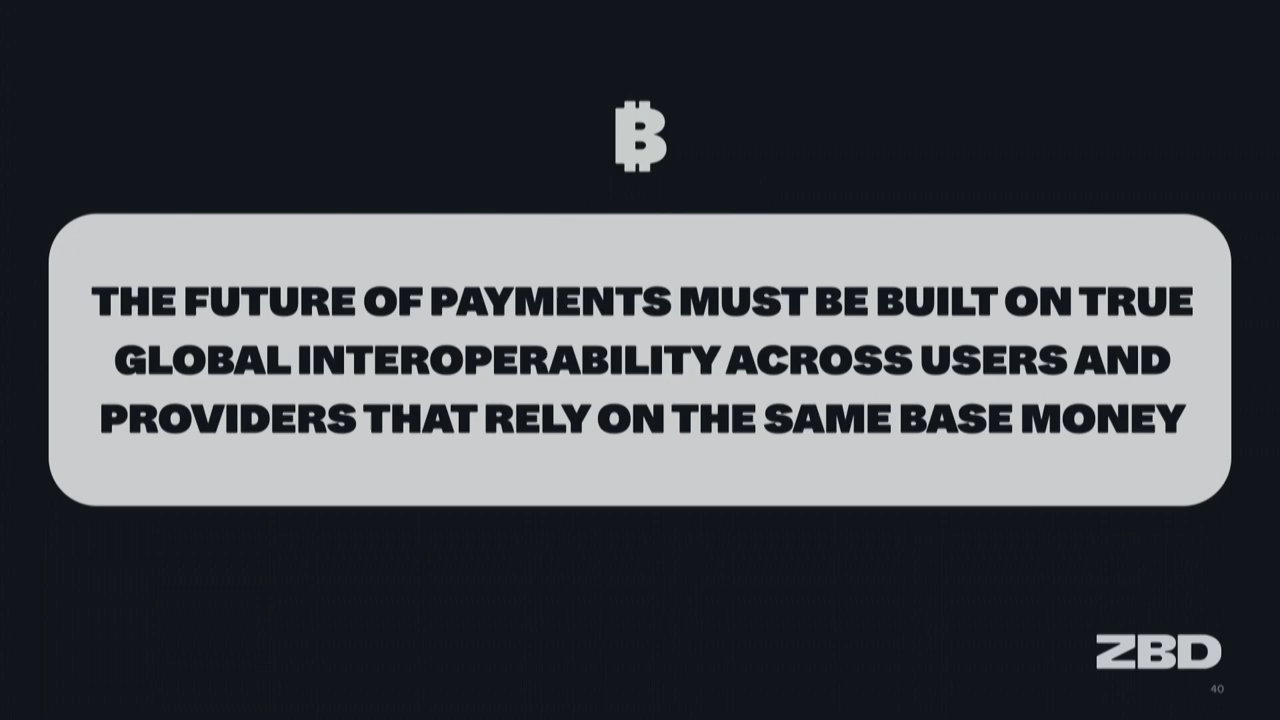 THE FUTURE OF PAYMENTS MUST BE BUILT ON TRUE
GLOBAL INTEROPERABILITY ACROSS USERS AND
PROVIDERS THAT RELY ON THE SAME BASE MONEY
ZBD
40